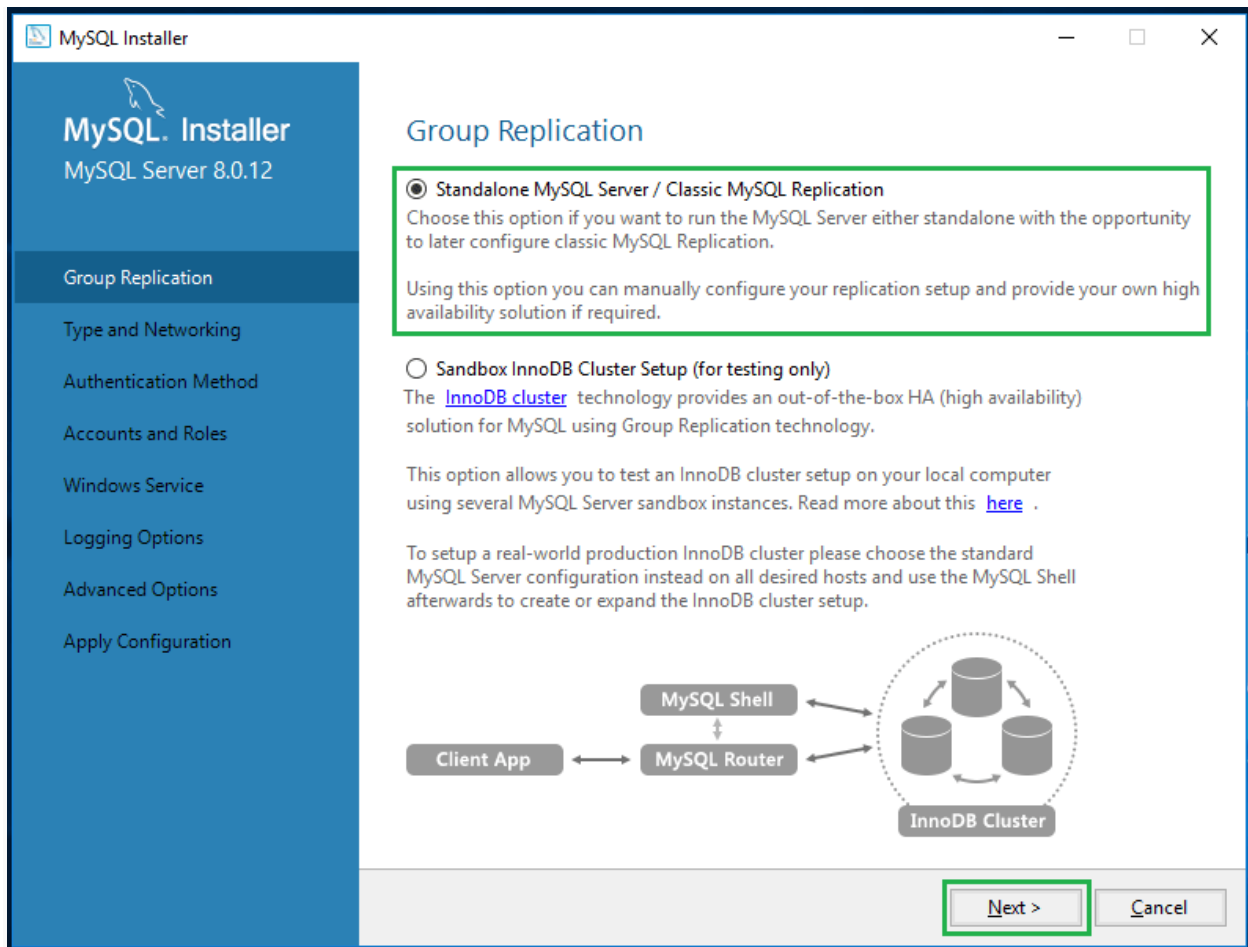 MySQL Installer
MySQL. Installer
MySQL Server 8.0.12
Group Replication
Type and Networking
Authentication Method
Accounts and Roles
Windows Service
Logging Options
Advanced Options
Apply Configuration
Group Replication
Standalone MySQL Server / Classic MySQL Replication
Choose this option if you want to run the MySQL Server either standalone with the opportunity
to later configure classic MySQL Replication.
Using this option you can manually configure your replication setup and provide your own high
availability solution if required.
Sandbox InnoDB Cluster Setup (for testing only)
The InnoDB cluster technology provides an out-of-the-box HA (high availability)
solution for MySQL using Group Replication technology.
This option allows you to test an InnoDB cluster setup on your local computer
using several MySQL Server sandbox instances. Read more about this here .
To setup a real-world production InnoDB cluster please choose the standard
MySQL Server configuration instead on all desired hosts and use the MySQL Shell
afterwards to create or expand the InnoDB cluster setup.
MySQL Shell
Client App
MySQL Router
InnoDB Cluster
Next >
Cancel